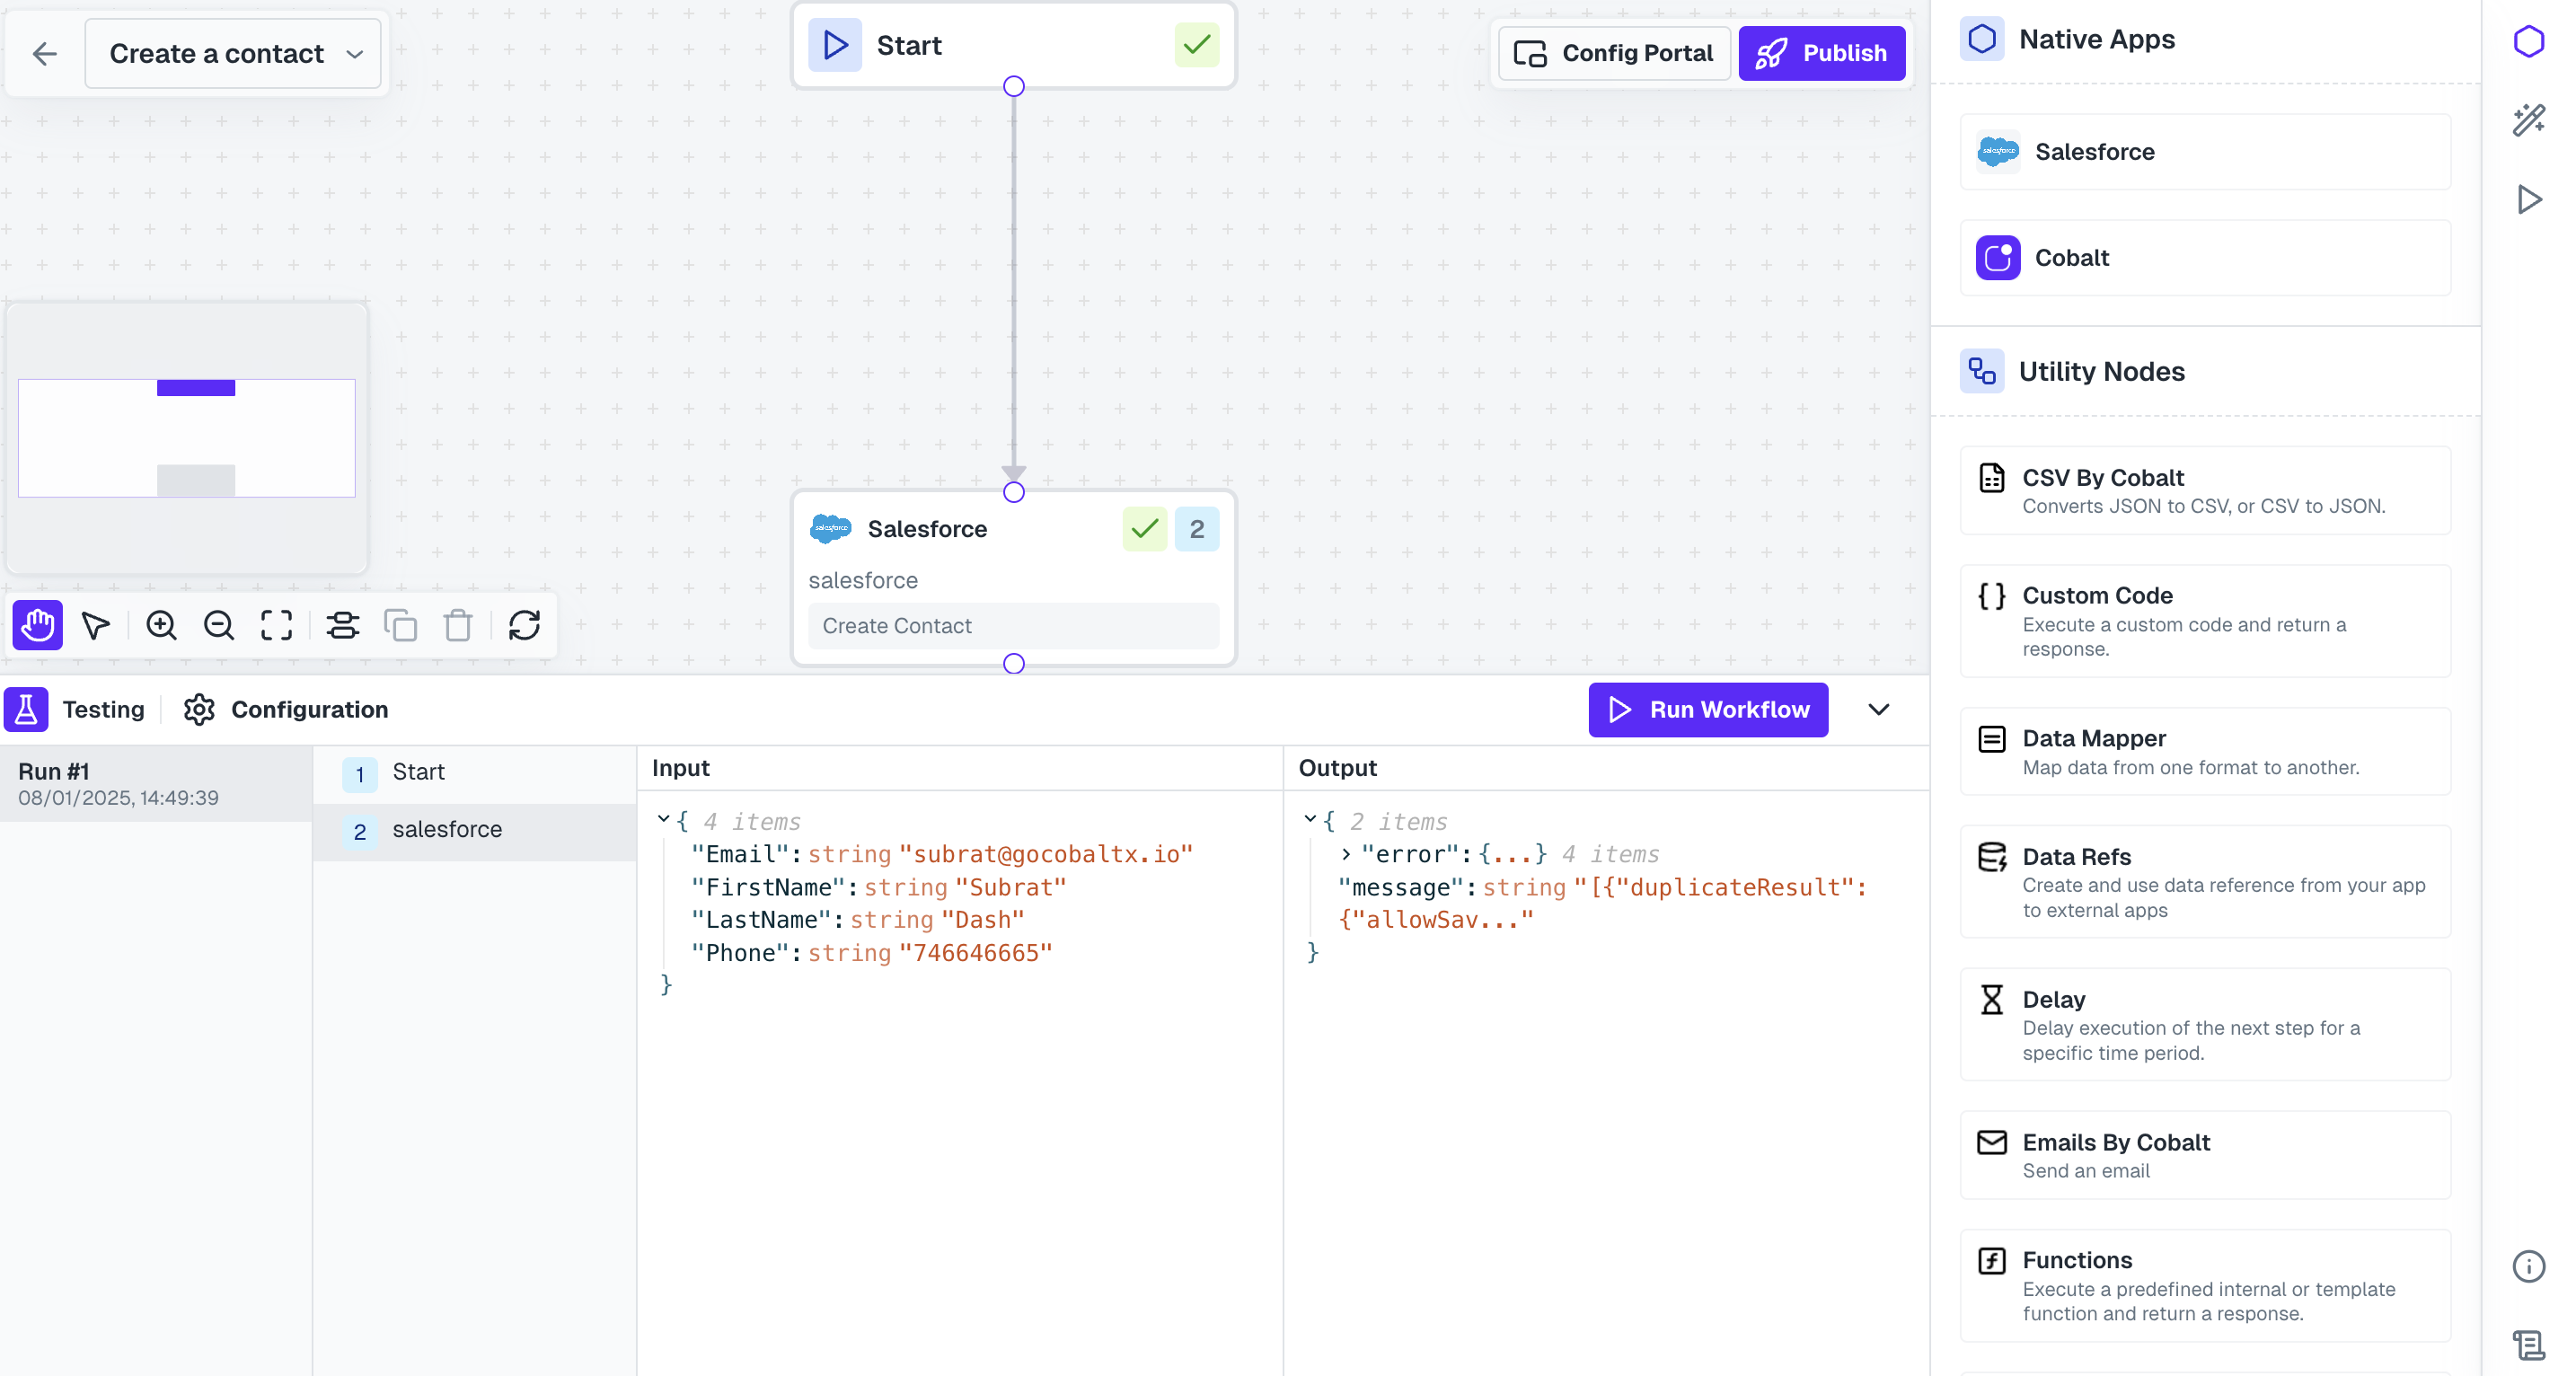 Create a contact
Start
Config Portal
Publish
salesforce
Salesforce
2
salesforce
Create Contact
Testing
Configuration
Run Workflow
Run #1
08/01/2025, 14:49:39
1 Start
2 salesforce
Input
{ 4 items
"Email": string "subrat@gocobaltx.io"
"FirstName": string "Subrat"
"LastName": string "Dash"
"Phone": string "746646665"
}
Output
{ 2 items
"error": {...} 4 items
"message": string "[{"duplicateResult":
{"allowSav..."
}
Native Apps
salesforce
Salesforce
Cobalt
Utility Nodes
CSV By Cobalt
Converts JSON to CSV, or CSV to JSON.
Custom Code
Execute a custom code and return a
response.
Data Mapper
Map data from one format to another.
Data Refs
Create and use data reference from your app
to external apps
Delay
Delay execution of the next step for a
specific time period.
Emails By Cobalt
Send an email
Functions
Execute a predefined internal or template
function and return a response.